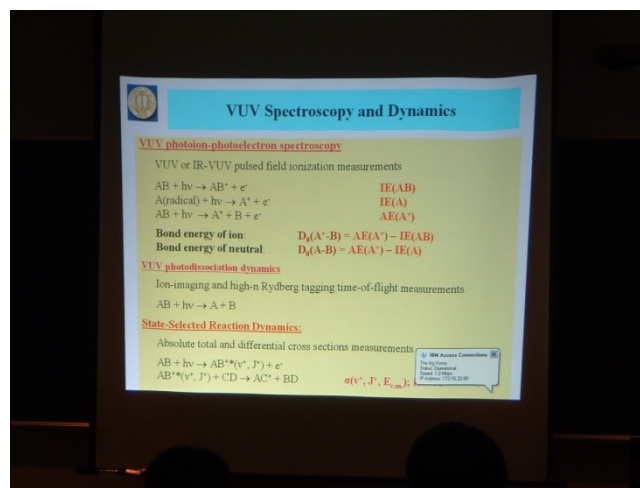 VUV Spectroscopy and Dynamics
VUV photoion-photoelectron spectroscopy
VUV or IR-VUV pulsed field ionization measurements
AB + hν → AB⁺ + e⁻ IE(AB)
A(radical) + hν → A⁺ + e⁻ IE(A)
AB + hν → A⁺ + B + e⁻ AE(A⁺)
Bond energy of ion: D₀(A⁺-B) = AE(A⁺) – IE(AB)
Bond energy of neutral: D₀(A-B) = AE(A⁺) – IE(A)
VUV photodissociation dynamics
Ion-imaging and high-n Rydberg tagging time-of-flight measurements
AB + hν → A + B
State-Selected Reaction Dynamics:
Absolute total and differential cross sections measurements
AB + hν → AB⁺*(v⁺, J⁺) + e⁻
AB⁺*(v⁺, J⁺) + CD → AC⁺ + BD σ(v⁺, J⁺, E_c.m.);
IBM Access Connections
Status: Operational